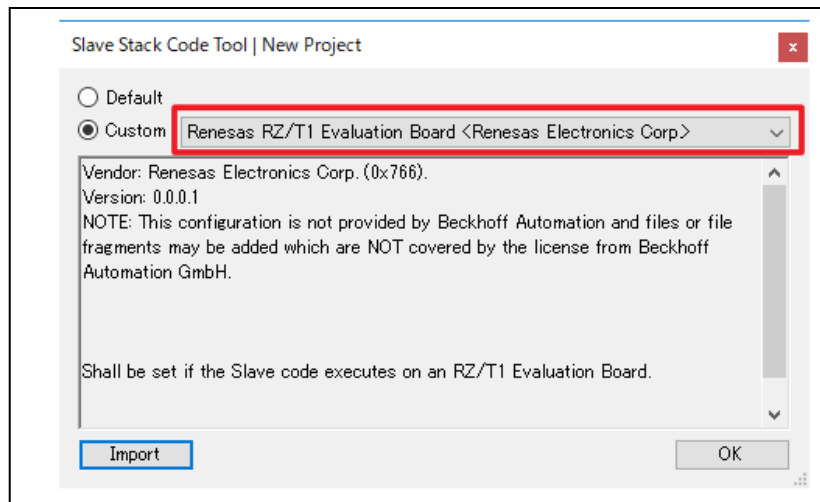 Slave Stack Code Tool | New Project
x
Default
Custom
Renesas RZ/T1 Evaluation Board <Renesas Electronics Corp>
Vendor: Renesas Electronics Corp. (0x766).
Version: 0.0.0.1
NOTE: This configuration is not provided by Beckhoff Automation and files or file
fragments may be added which are NOT covered by the license from Beckhoff
Automation GmbH.
Shall be set if the Slave code executes on an RZ/T1 Evaluation Board.
Import
OK